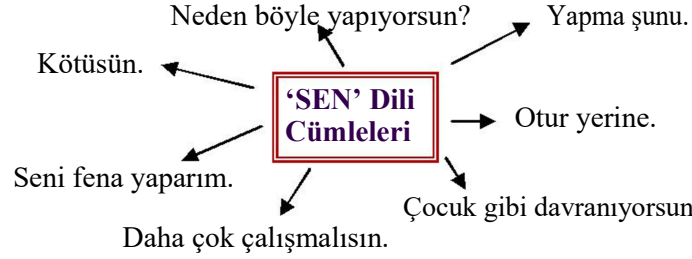 Neden böyle yapıyorsun?
Yapma şunu.
Kötüsün.
‘SEN’ Dili
Cümleleri
Otur yerine.
Seni fena yaparım.
Çocuk gibi davranıyorsun
Daha çok çalışmalısın.